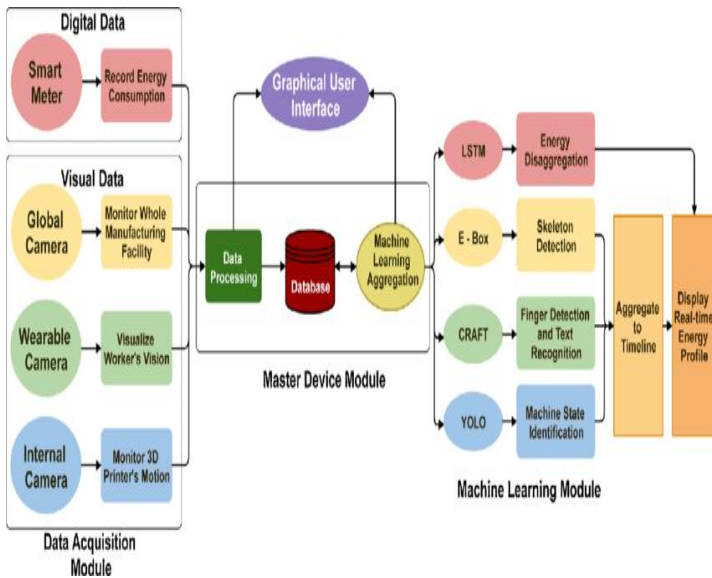 Digital Data
Smart
Meter
Record Energy
Consumption
Visual Data
Global
Camera
Monitor Whole
Manufacturing
Facility
Wearable
Camera
Visualize
Worker's Vision
Internal
Camera
Monitor 3D
Printer's Motion
Data Acquisition
Module
Graphical User
Interface
Data
Processing
Database
Machine
Learning
Aggregation
Master Device Module
LSTM
Energy
Disaggregation
E - Box
Skeleton
Detection
CRAFT
Finger Detection
and Text
Recognition
YOLO
Machine State
Identification
Aggregate
to
Timeline
Display
Real-time
Energy
Profile
Machine Learning Module